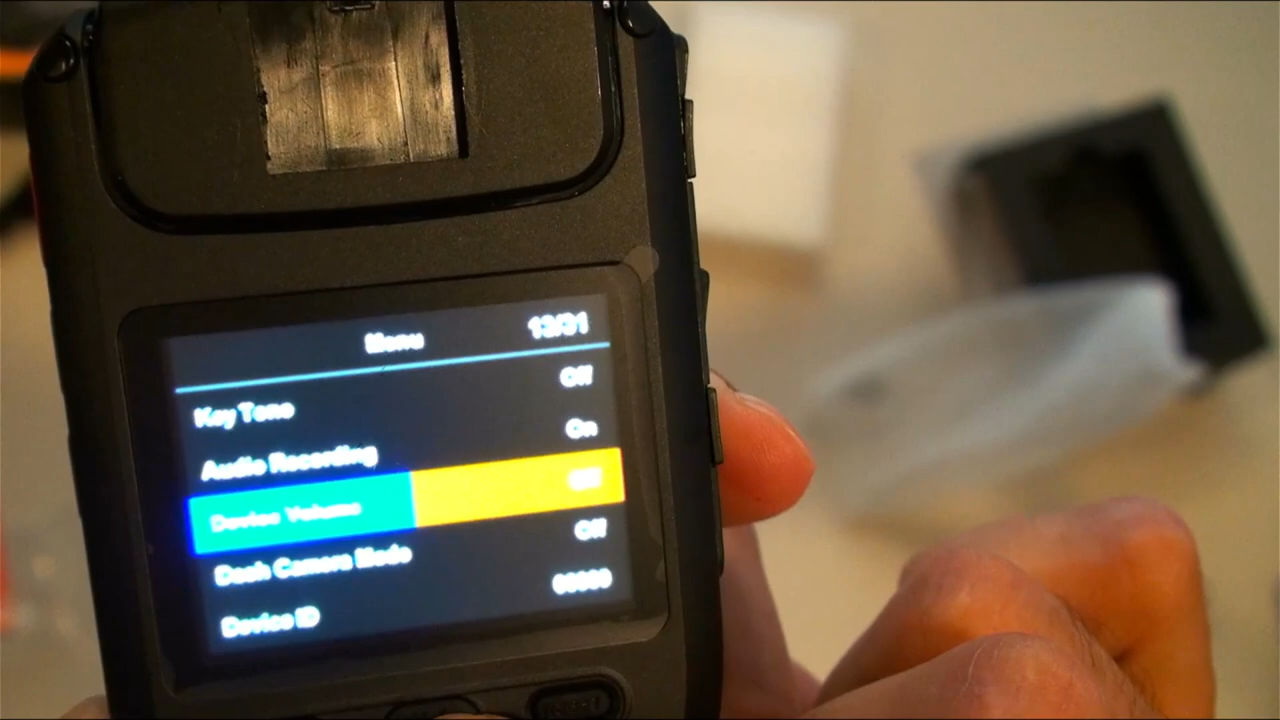 Menu 13/31
Key Tone Off
Audio Recording On
Device Volume Off
Dash Camera Mode Off
Device ID 00000